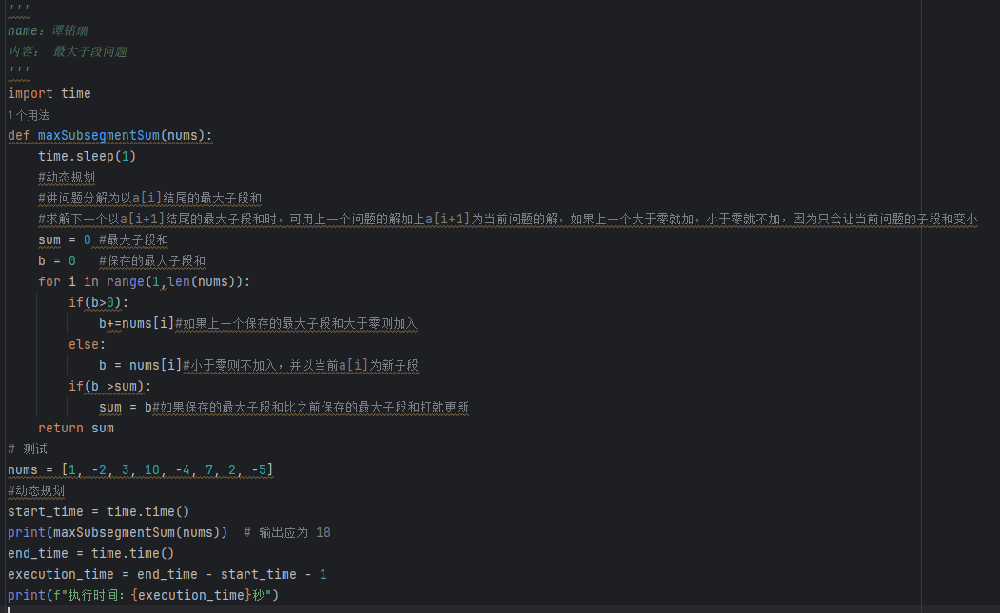 '''
name：谭铭瑞
内容： 最大子段问题
'''
import time
1个用法
def maxSubsegmentSum(nums):
    time.sleep(1)
    #动态规划
    #讲问题分解为以a[i]结尾的最大子段和
    #求解下一个以a[i+1]结尾的最大子段和时，可用上一个问题的解加上a[i+1]为当前问题的解，如果上一个大于零就加，小于零就不加，因为只会让当前问题的子段和变小
    sum = 0 #最大子段和
    b = 0   #保存的最大子段和
    for i in range(1,len(nums)):
        if(b>0):
            b+=nums[i]#如果上一个保存的最大子段和大于零则加入
        else:
            b = nums[i]#小于零则不加入，并以当前a[i]为新子段
        if(b >sum):
            sum = b#如果保存的最大子段和比之前保存的最大子段和打就更新
    return sum
# 测试
nums = [1, -2, 3, 10, -4, 7, 2, -5]
#动态规划
start_time = time.time()
print(maxSubsegmentSum(nums))  # 输出应为 18
end_time = time.time()
execution_time = end_time - start_time - 1
print(f"执行时间：{execution_time}秒")